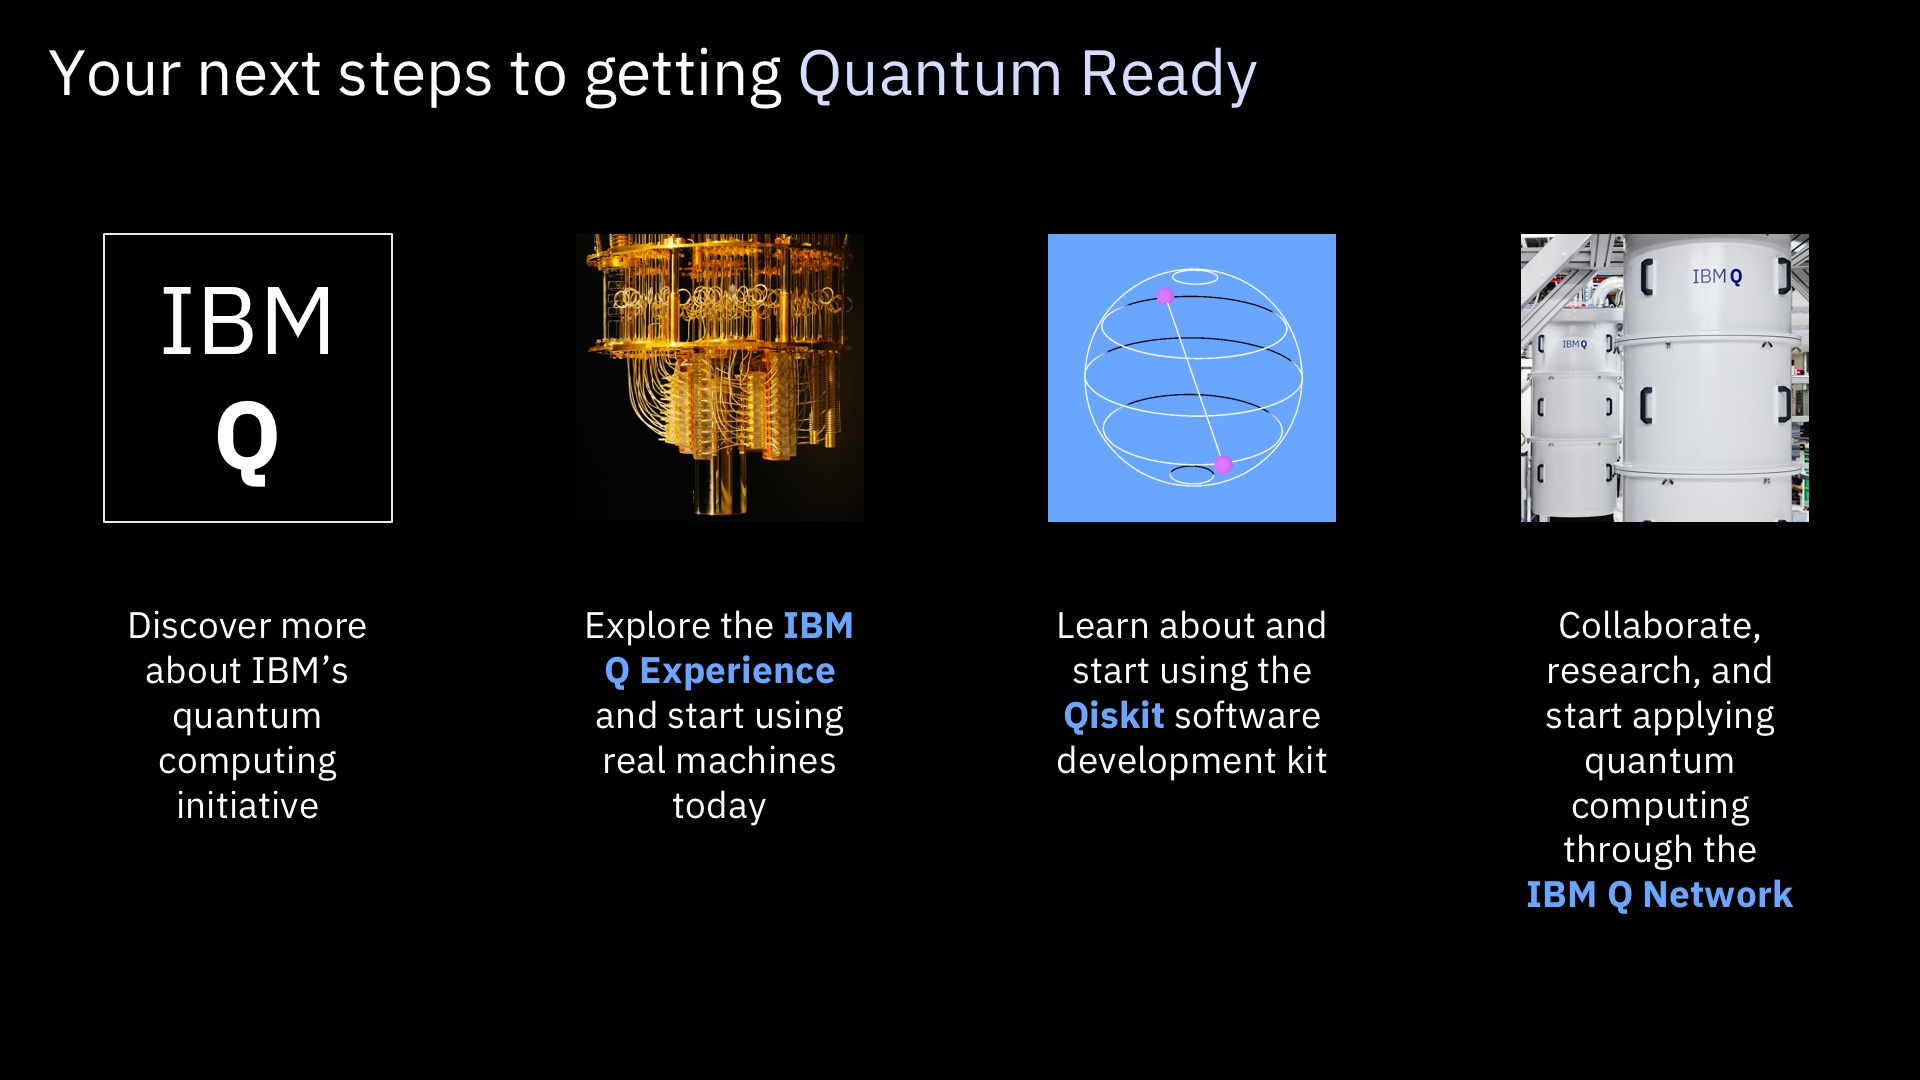 Your next steps to getting Quantum Ready
IBM
Q
IBM Q
IBM Q
Discover more
about IBM’s
quantum
computing
initiative
Explore the IBM
Q Experience
and start using
real machines
today
Learn about and
start using the
Qiskit software
development kit
Collaborate,
research, and
start applying
quantum
computing
through the
IBM Q Network